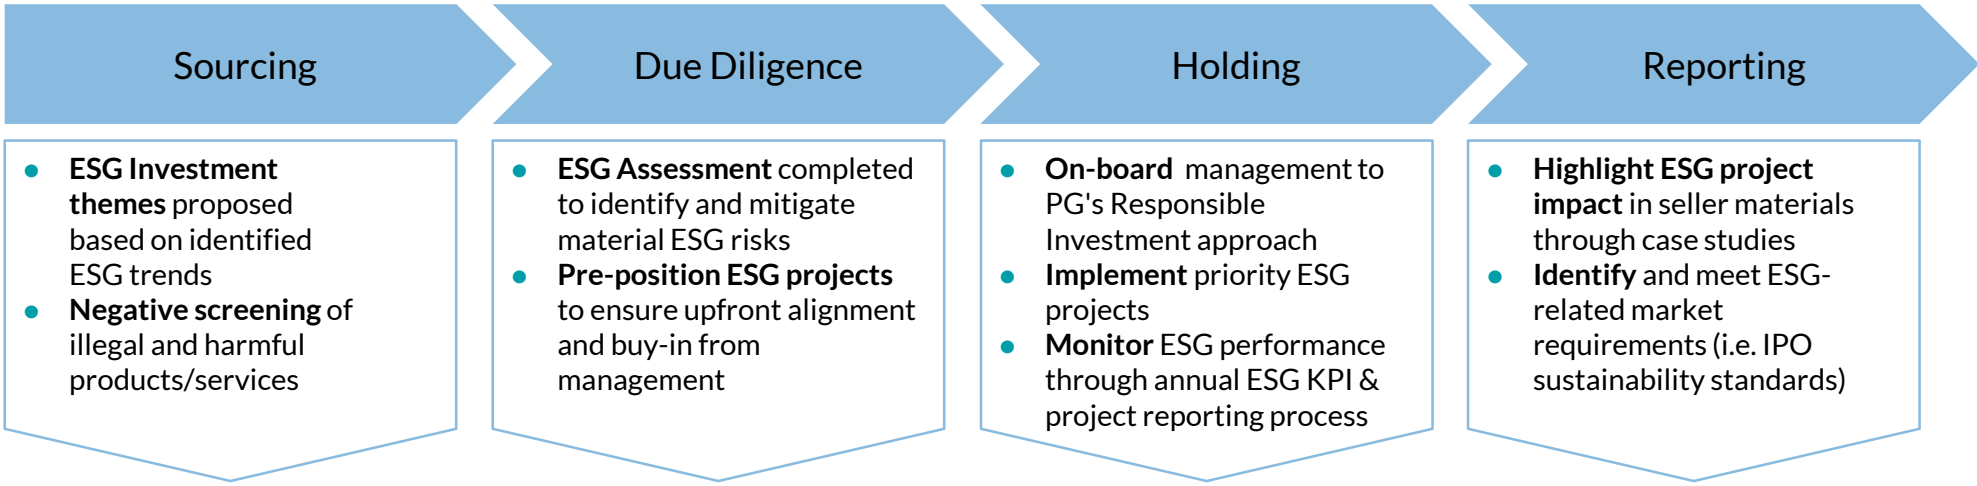 Sourcing
Due Diligence
Holding
Reporting
● ESG Investment
themes proposed
based on identified
ESG trends
● Negative screening of
illegal and harmful
products/services
● ESG Assessment completed
to identify and mitigate
material ESG risks
● Pre-position ESG projects
to ensure upfront alignment
and buy-in from
management
● On-board management to
PG's Responsible
Investment approach
● Implement priority ESG
projects
● Monitor ESG performance
through annual ESG KPI &
project reporting process
● Highlight ESG project
impact in seller materials
through case studies
● Identify and meet ESG-
related market
requirements (i.e. IPO
sustainability standards)